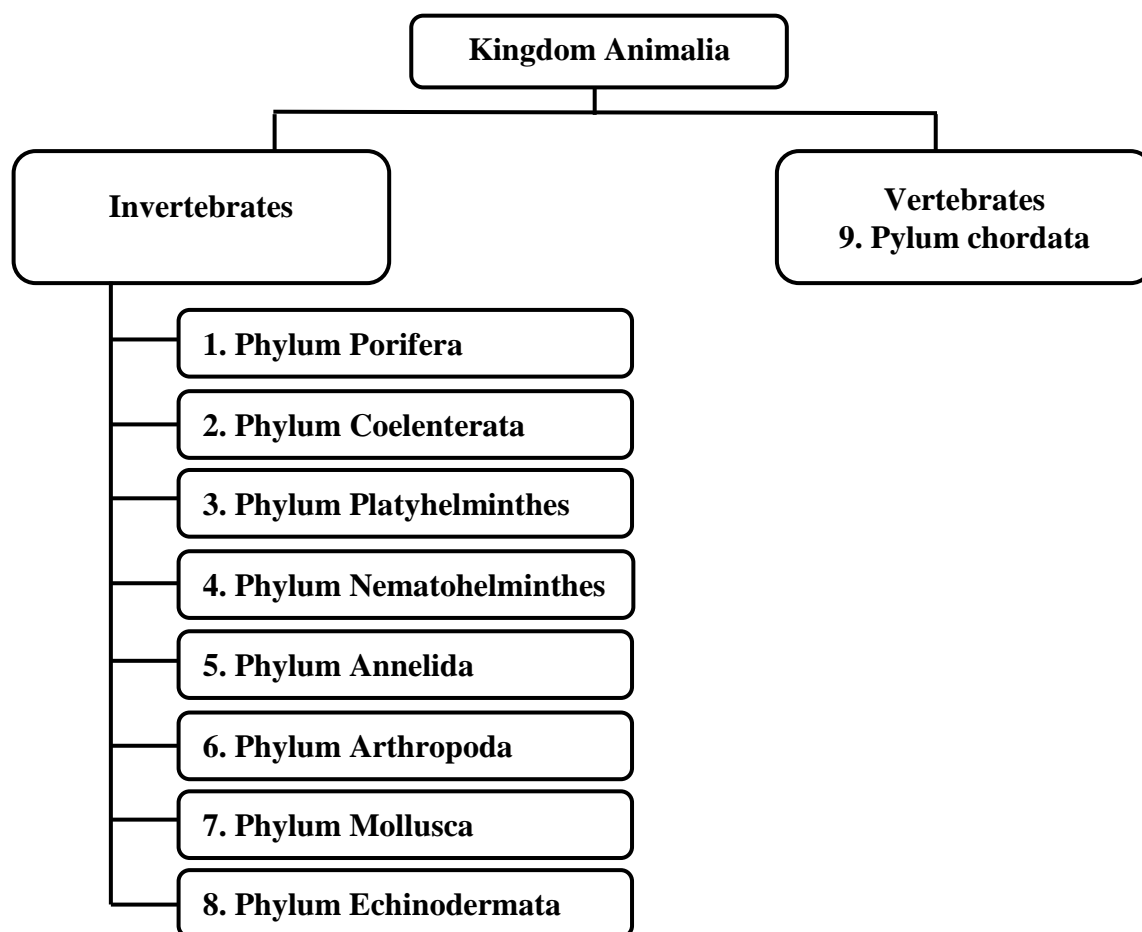 Kingdom Animalia
Invertebrates
Vertebrates
9. Pylum chordata
1. Phylum Porifera
2. Phylum Coelenterata
3. Phylum Platyhelminthes
4. Phylum Nematohelminthes
5. Phylum Annelida
6. Phylum Arthropoda
7. Phylum Mollusca
8. Phylum Echinodermata